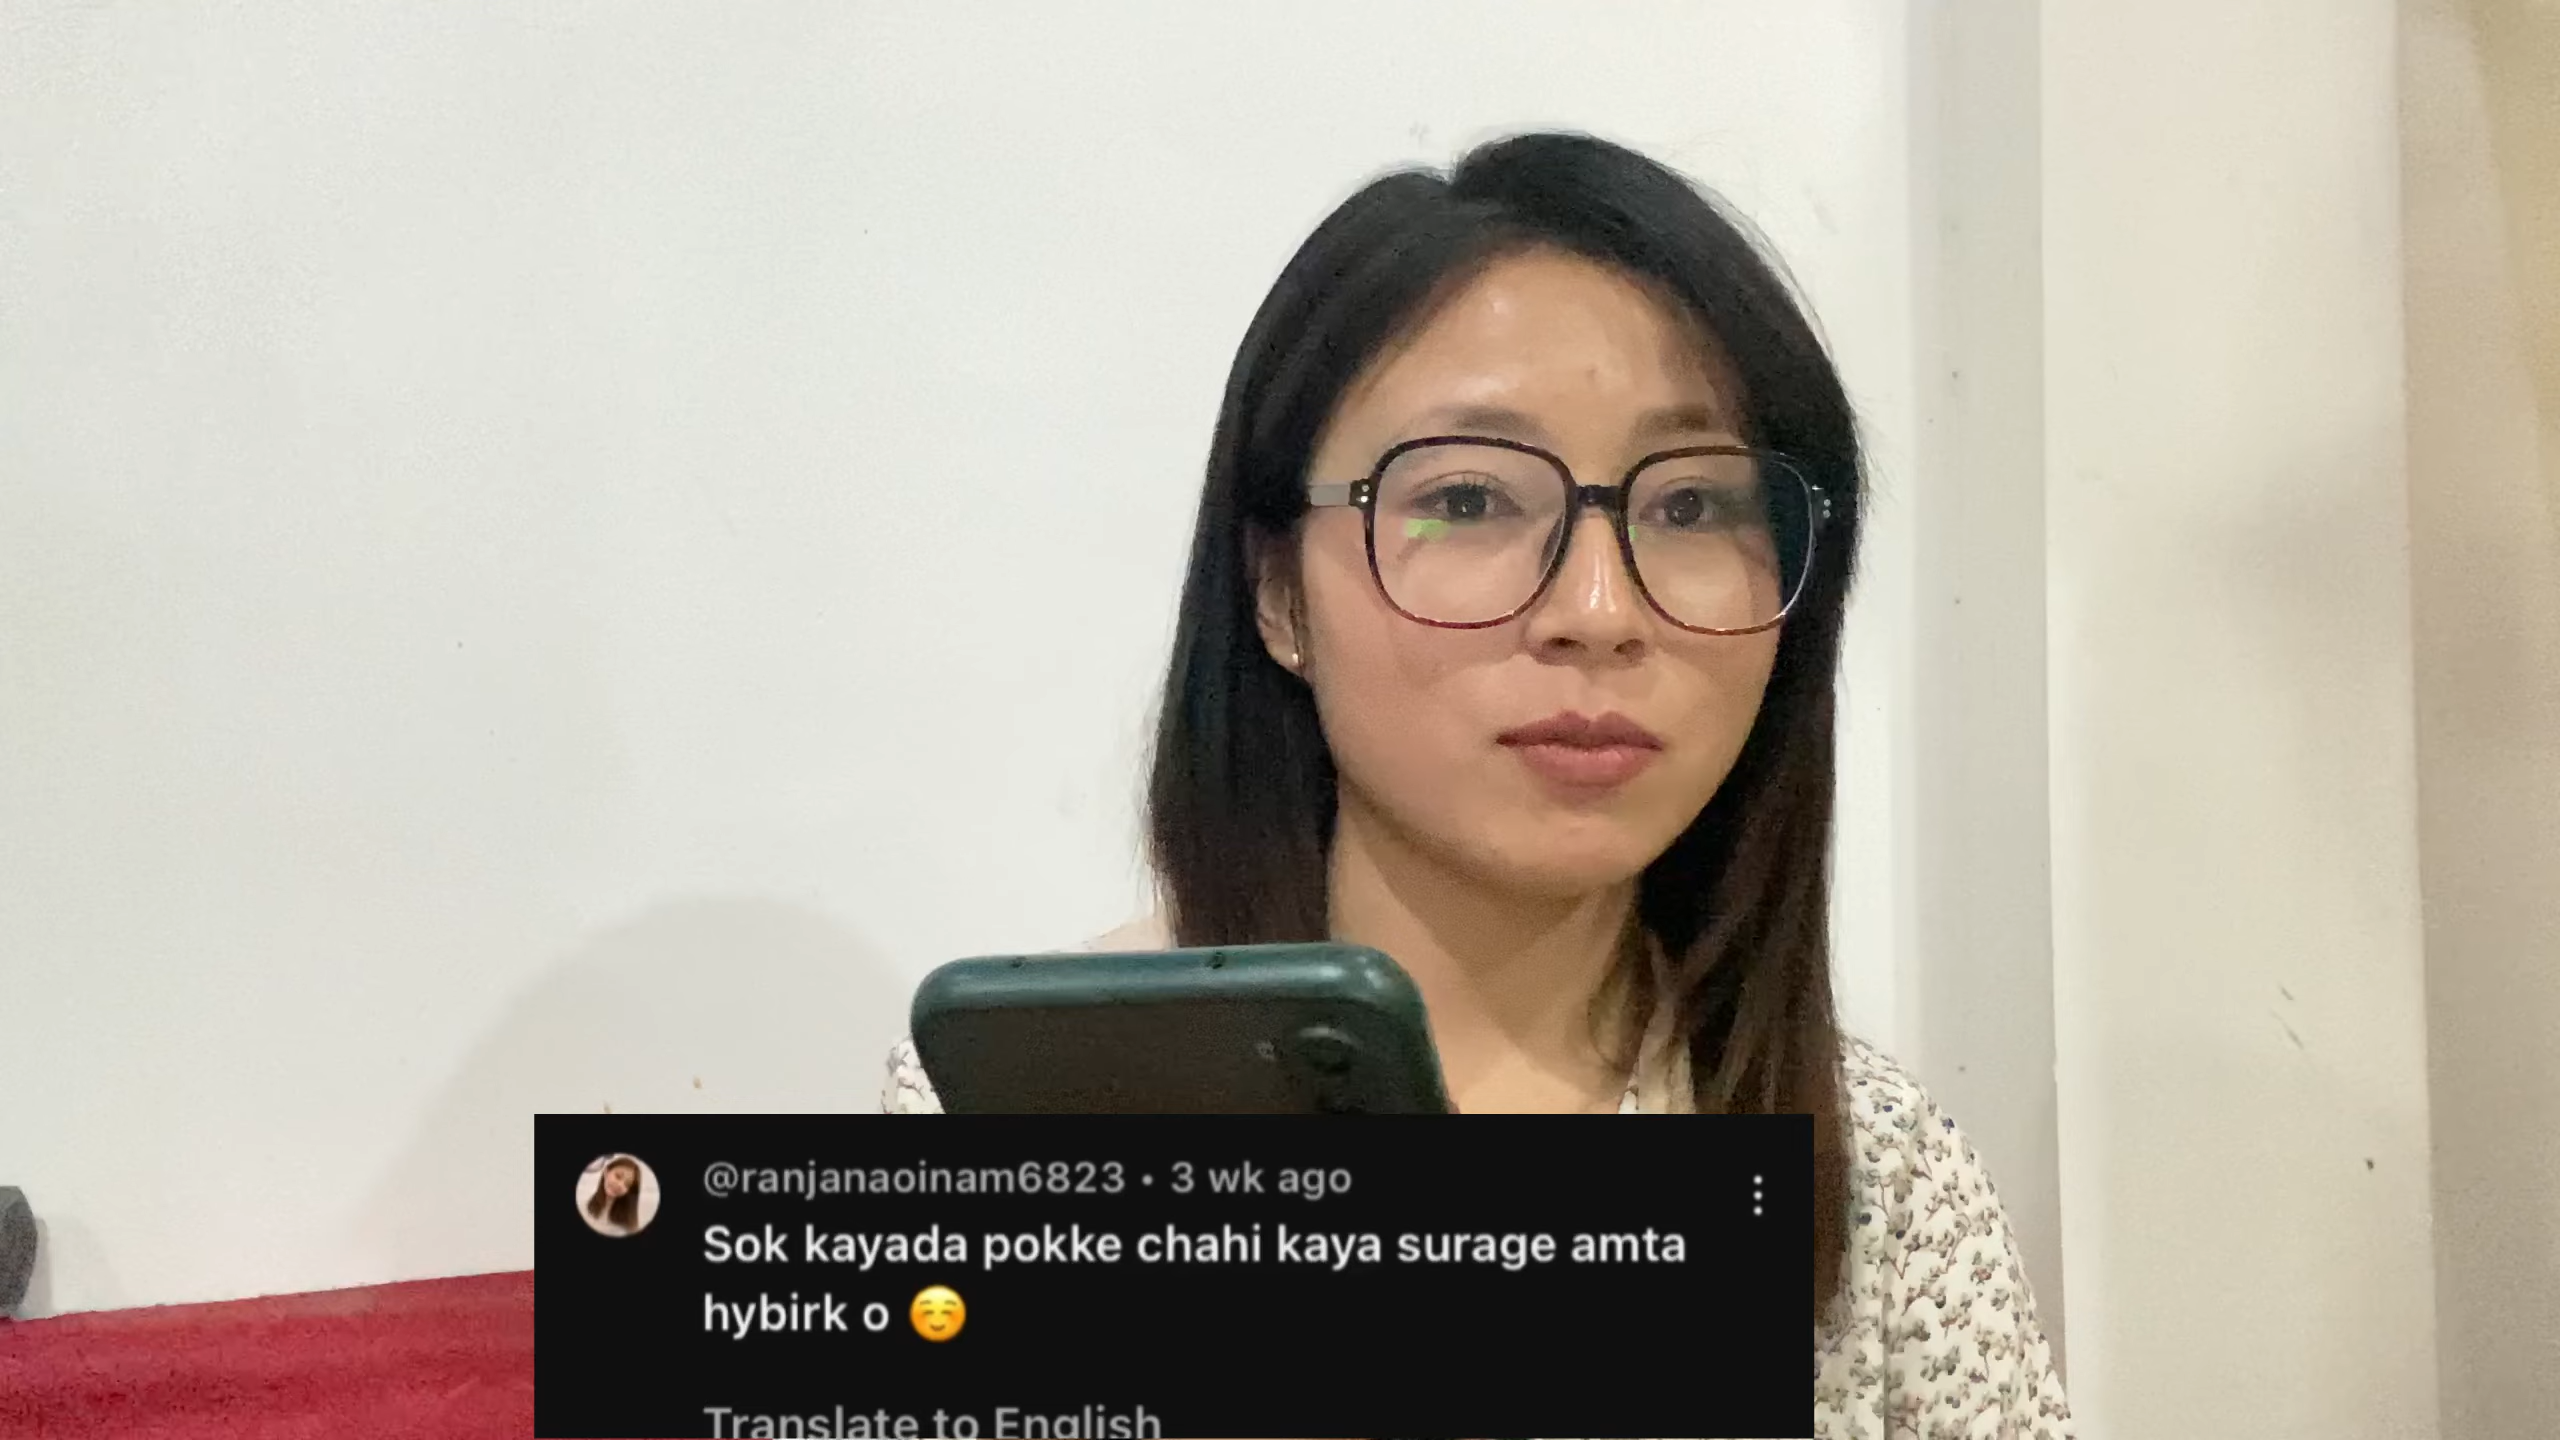 @ranjanaoinam6823 • 3 wk ago
Sok kayada pokke chahi kaya surage amta
hybirk o ☺️
Translate to English